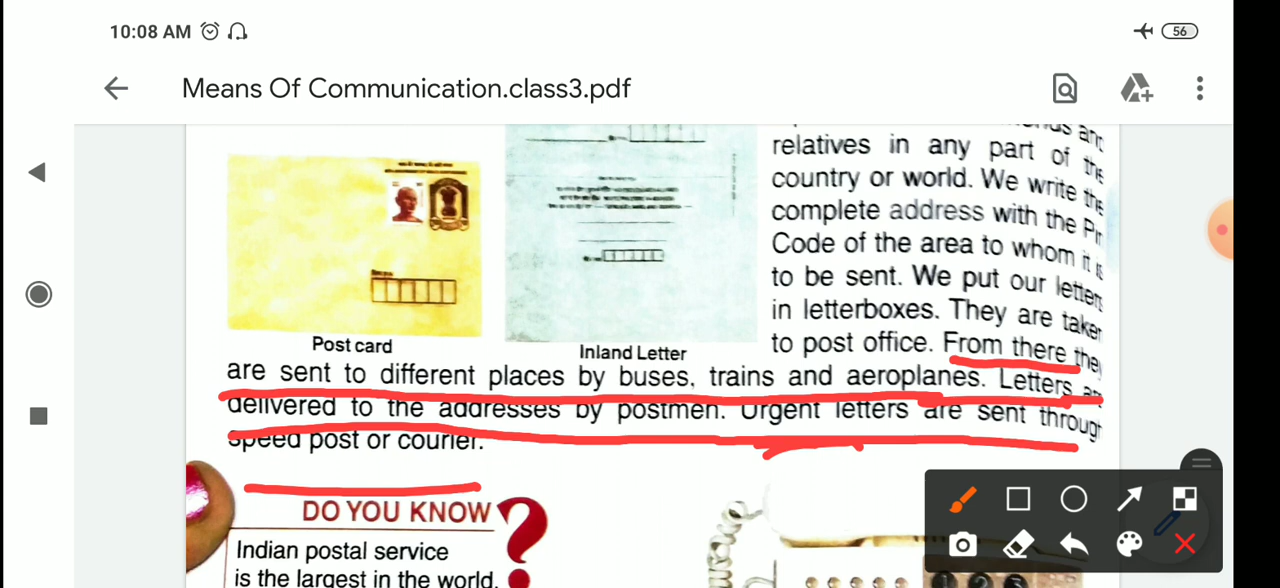 10:08 AM
56
Means Of Communication.class3.pdf
relatives in any part of the
country or world. We write the
complete address with the Pin
Code of the area to whom it is
to be sent. We put our letters
in letterboxes. They are taken
to post office. From there they
Post card
Inland Letter
are sent to different places by buses, trains and aeroplanes. Letters are
delivered to the addresses by postmen. Urgent letters are sent through
speed post or courier.
DO YOU KNOW ?
Indian postal service
is the largest in the world.
1 2 3